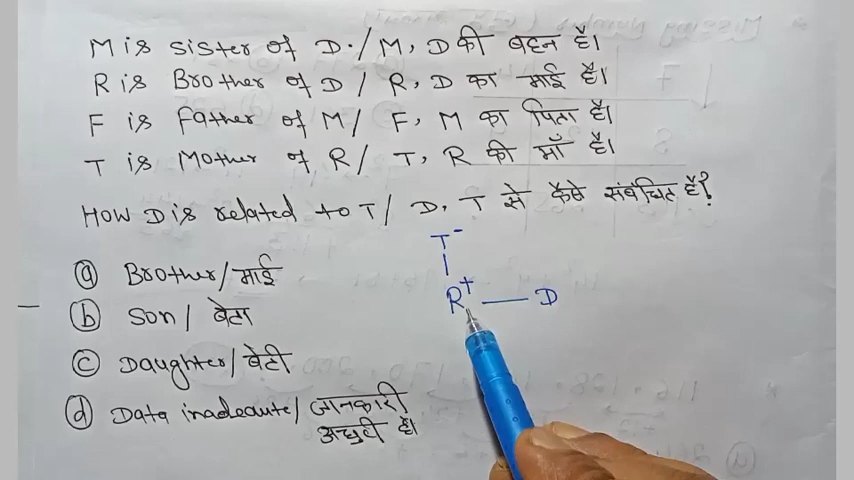 M is sister of D. / M, D की बहन है।
R is Brother of D / R, D का भाई है।
F is Father of M / F, M का पिता है।
T is Mother of R / T, R की माँ है।
How D is related to T / D, T से कैसे संबंधित है?
T-
R+ — D
(a) Brother / भाई
(b) Son / बेटा
(c) Daughter / बेटी
(d) Data inadeaute / जानकारी
अधुरी है।